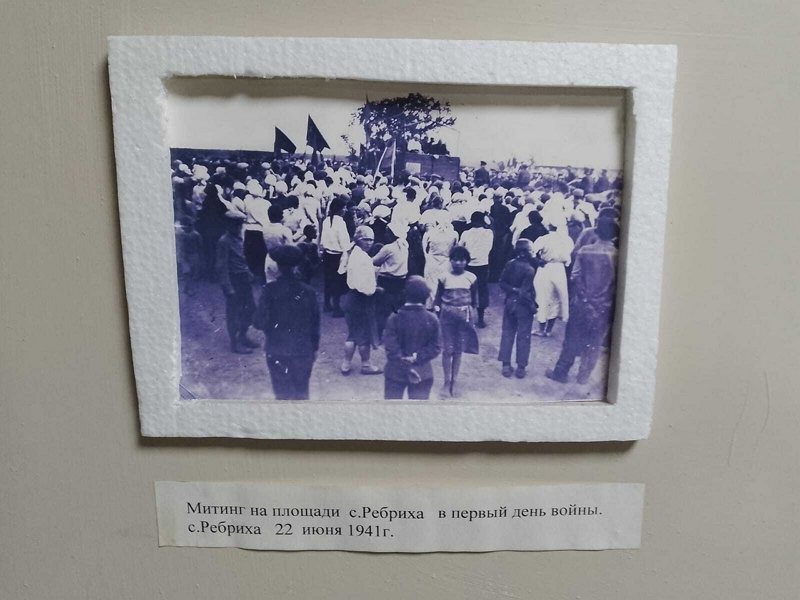 Митинг на площади с.Ребриха в первый день войны.
с.Ребриха 22 июня 1941г.